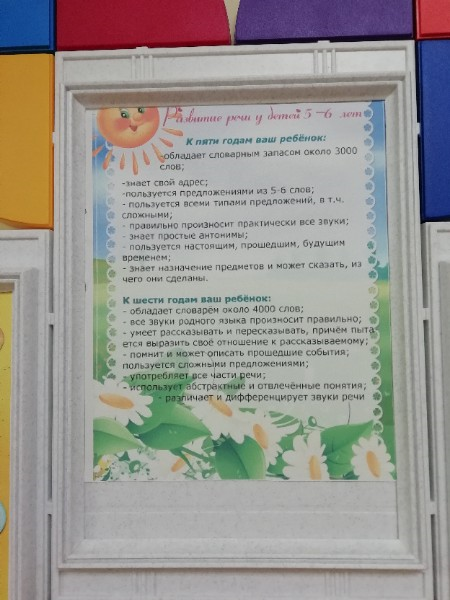 Развитие речи у детей 5-6 лет
К пяти годам ваш ребёнок:
-обладает словарным запасом около 3000
слов;
-знает свой адрес;
-пользуется предложениями из 5-6 слов;
- пользуется всеми типами предложений, в т.ч.
сложными;
- правильно произносит практически все звуки;
- знает простые антонимы;
- пользуется настоящим, прошедшим, будущим
временем;
- знает назначение предметов и может сказать, из
чего они сделаны.
К шести годам ваш ребёнок:
- обладает словарём около 4000 слов;
- все звуки родного языка произносит правильно;
- умеет рассказывать и пересказывать, причём пыта
ется выразить своё отношение к рассказываемому;
- помнит и может описать прошедшие события;
пользуется сложными предложениями;
- употребляет все части речи;
- использует абстрактные и отвлечённые понятия;
- различает и дифференцирует звуки речи